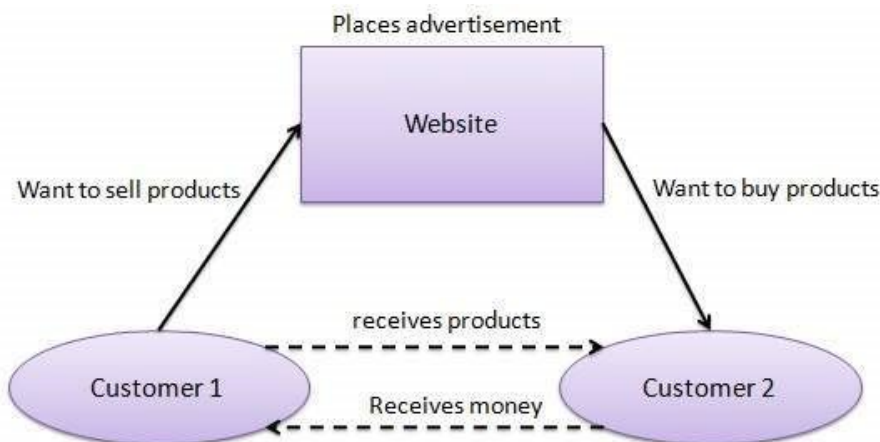 Places advertisement
Website
Want to sell products
Want to buy products
receives products
Customer 1
Customer 2
Receives money